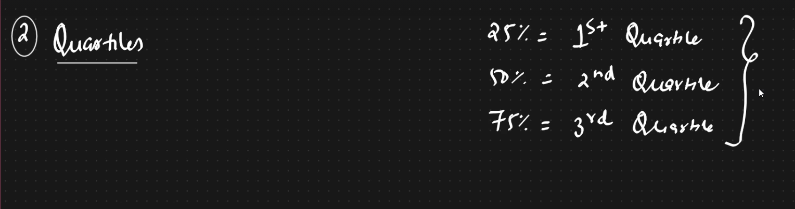 ② Quartiles
25% = 1st Quartile
50% = 2nd Quartile
75% = 3rd Quartile